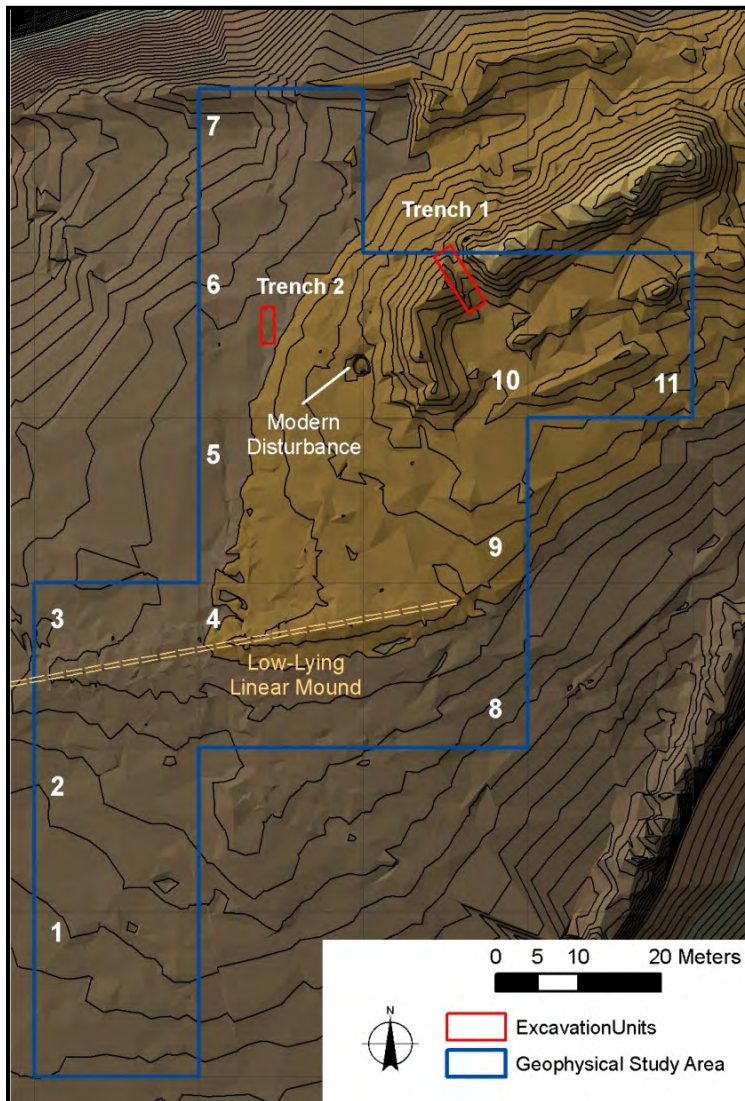 7
Trench 1
6
Trench 2
10
11
Modern
Disturbance
5
9
3
4
Low-Lying
Linear Mound
8
2
1
0 5 10 20 Meters
N
ExcavationUnits
Geophysical Study Area